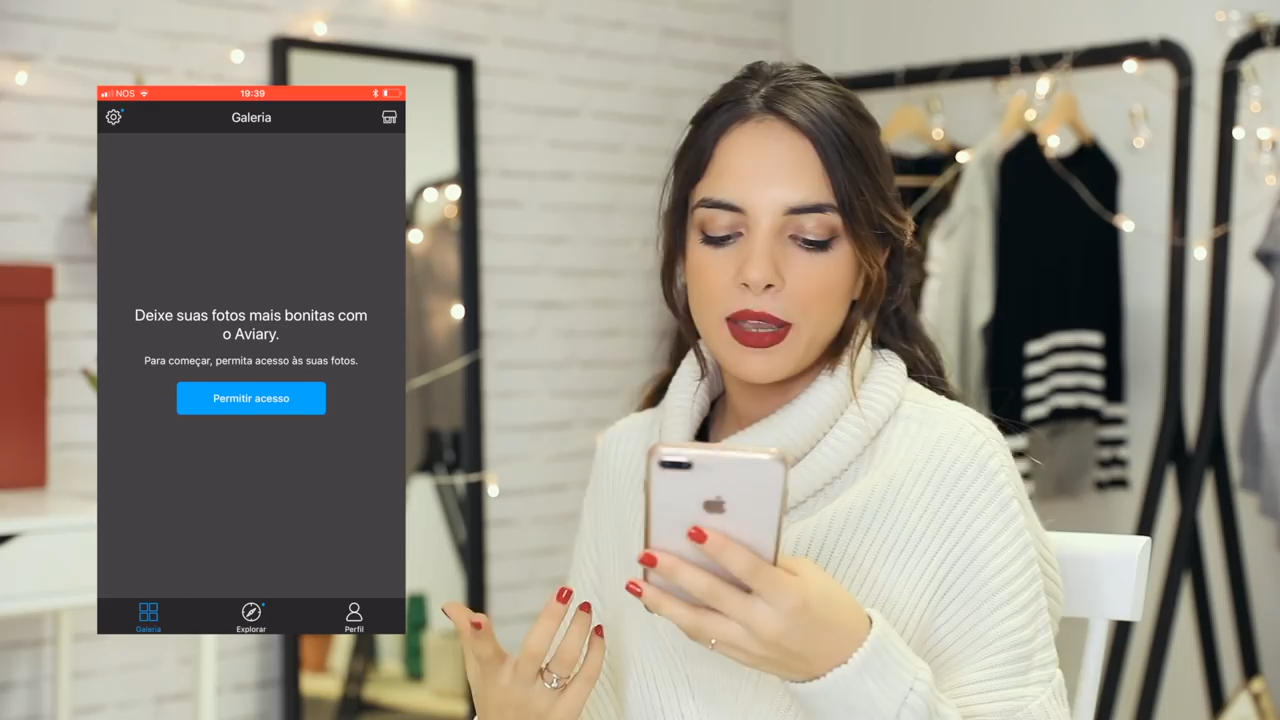 NOS 19:39
Galeria
Deixe suas fotos mais bonitas com
o Aviary.
Para começar, permita acesso às suas fotos.
Permitir acesso
Galeria Explorar Perfil